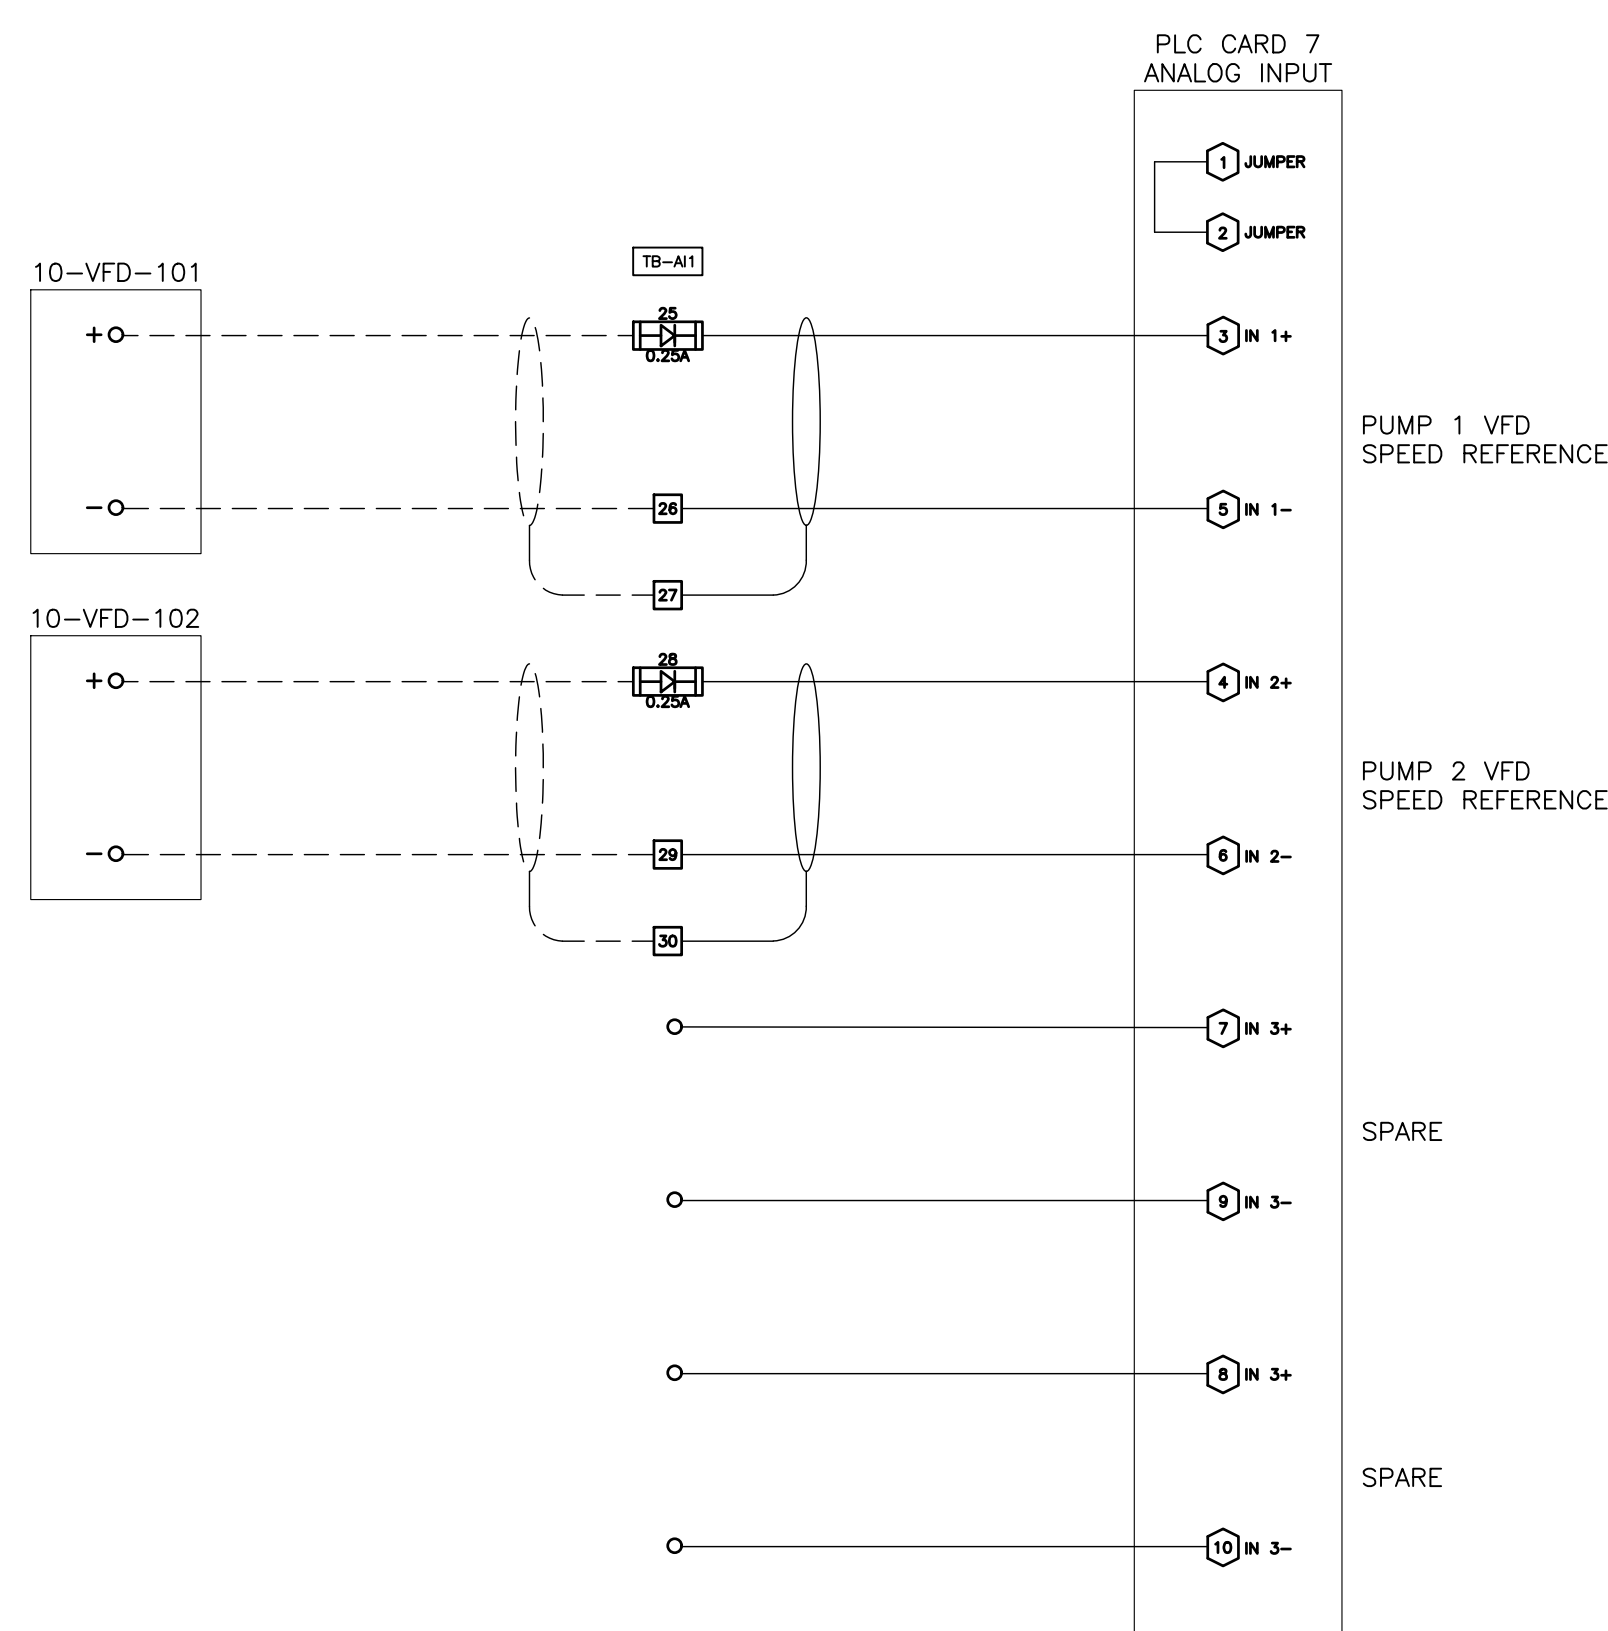 PLC CARD 7
ANALOG INPUT
1 JUMPER
2 JUMPER
TB-AI1
10-VFD-101
25
+
0.25A
3 IN 1+
PUMP 1 VFD
SPEED REFERENCE
-
26
5 IN 1-
27
10-VFD-102
28
+
0.25A
4 IN 2+
PUMP 2 VFD
SPEED REFERENCE
-
29
6 IN 2-
30
7 IN 3+
SPARE
9 IN 3-
8 IN 3+
SPARE
10 IN 3-